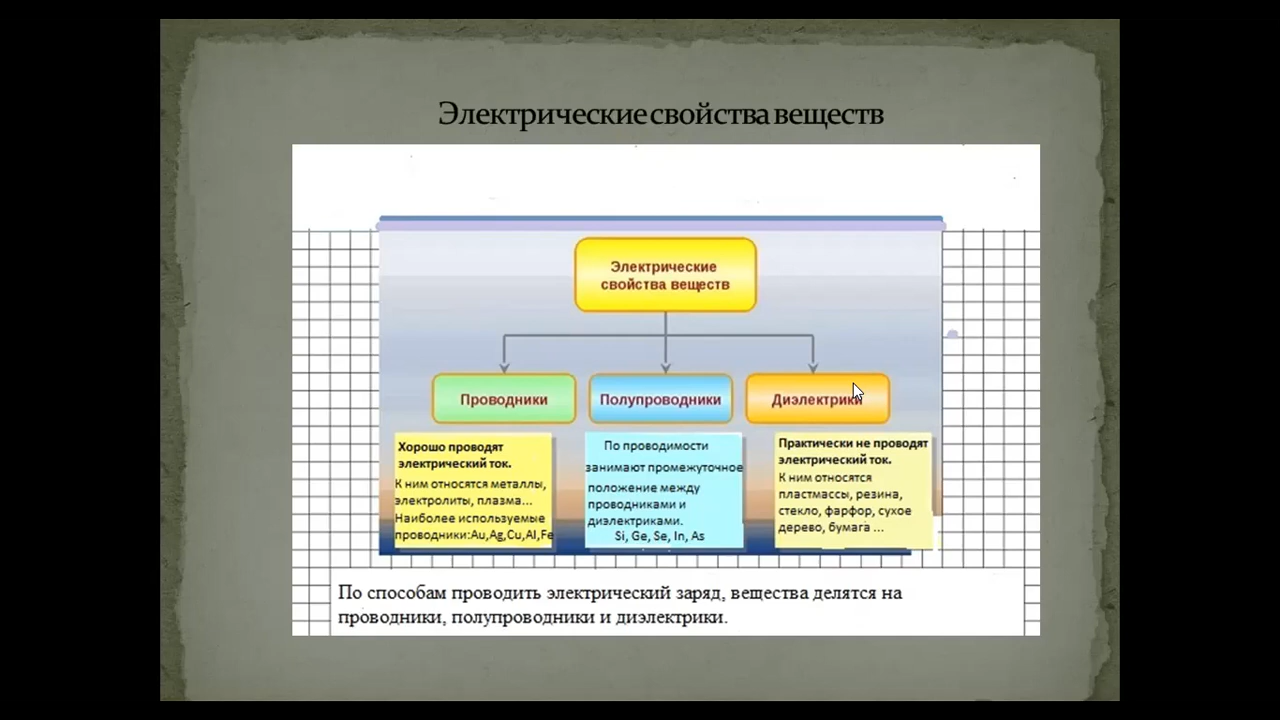 Электрические свойства веществ
Электрические
свойства веществ
Проводники
Полупроводники
Диэлектрики
Хорошо проводят
электрический ток.
К ним относятся металлы,
электролиты, плазма...
Наиболее используемые
проводники:Au,Ag,Cu,Al,Fe
По проводимости
занимают промежуточное
положение между
проводниками и
диэлектриками.
Si, Ge, Se, In, As
Практически не проводят
электрический ток.
К ним относятся
пластмассы, резина,
стекло, фарфор, сухое
дерево, бумага ...
По способам проводить электрический заряд, вещества делятся на
проводники, полупроводники и диэлектрики.